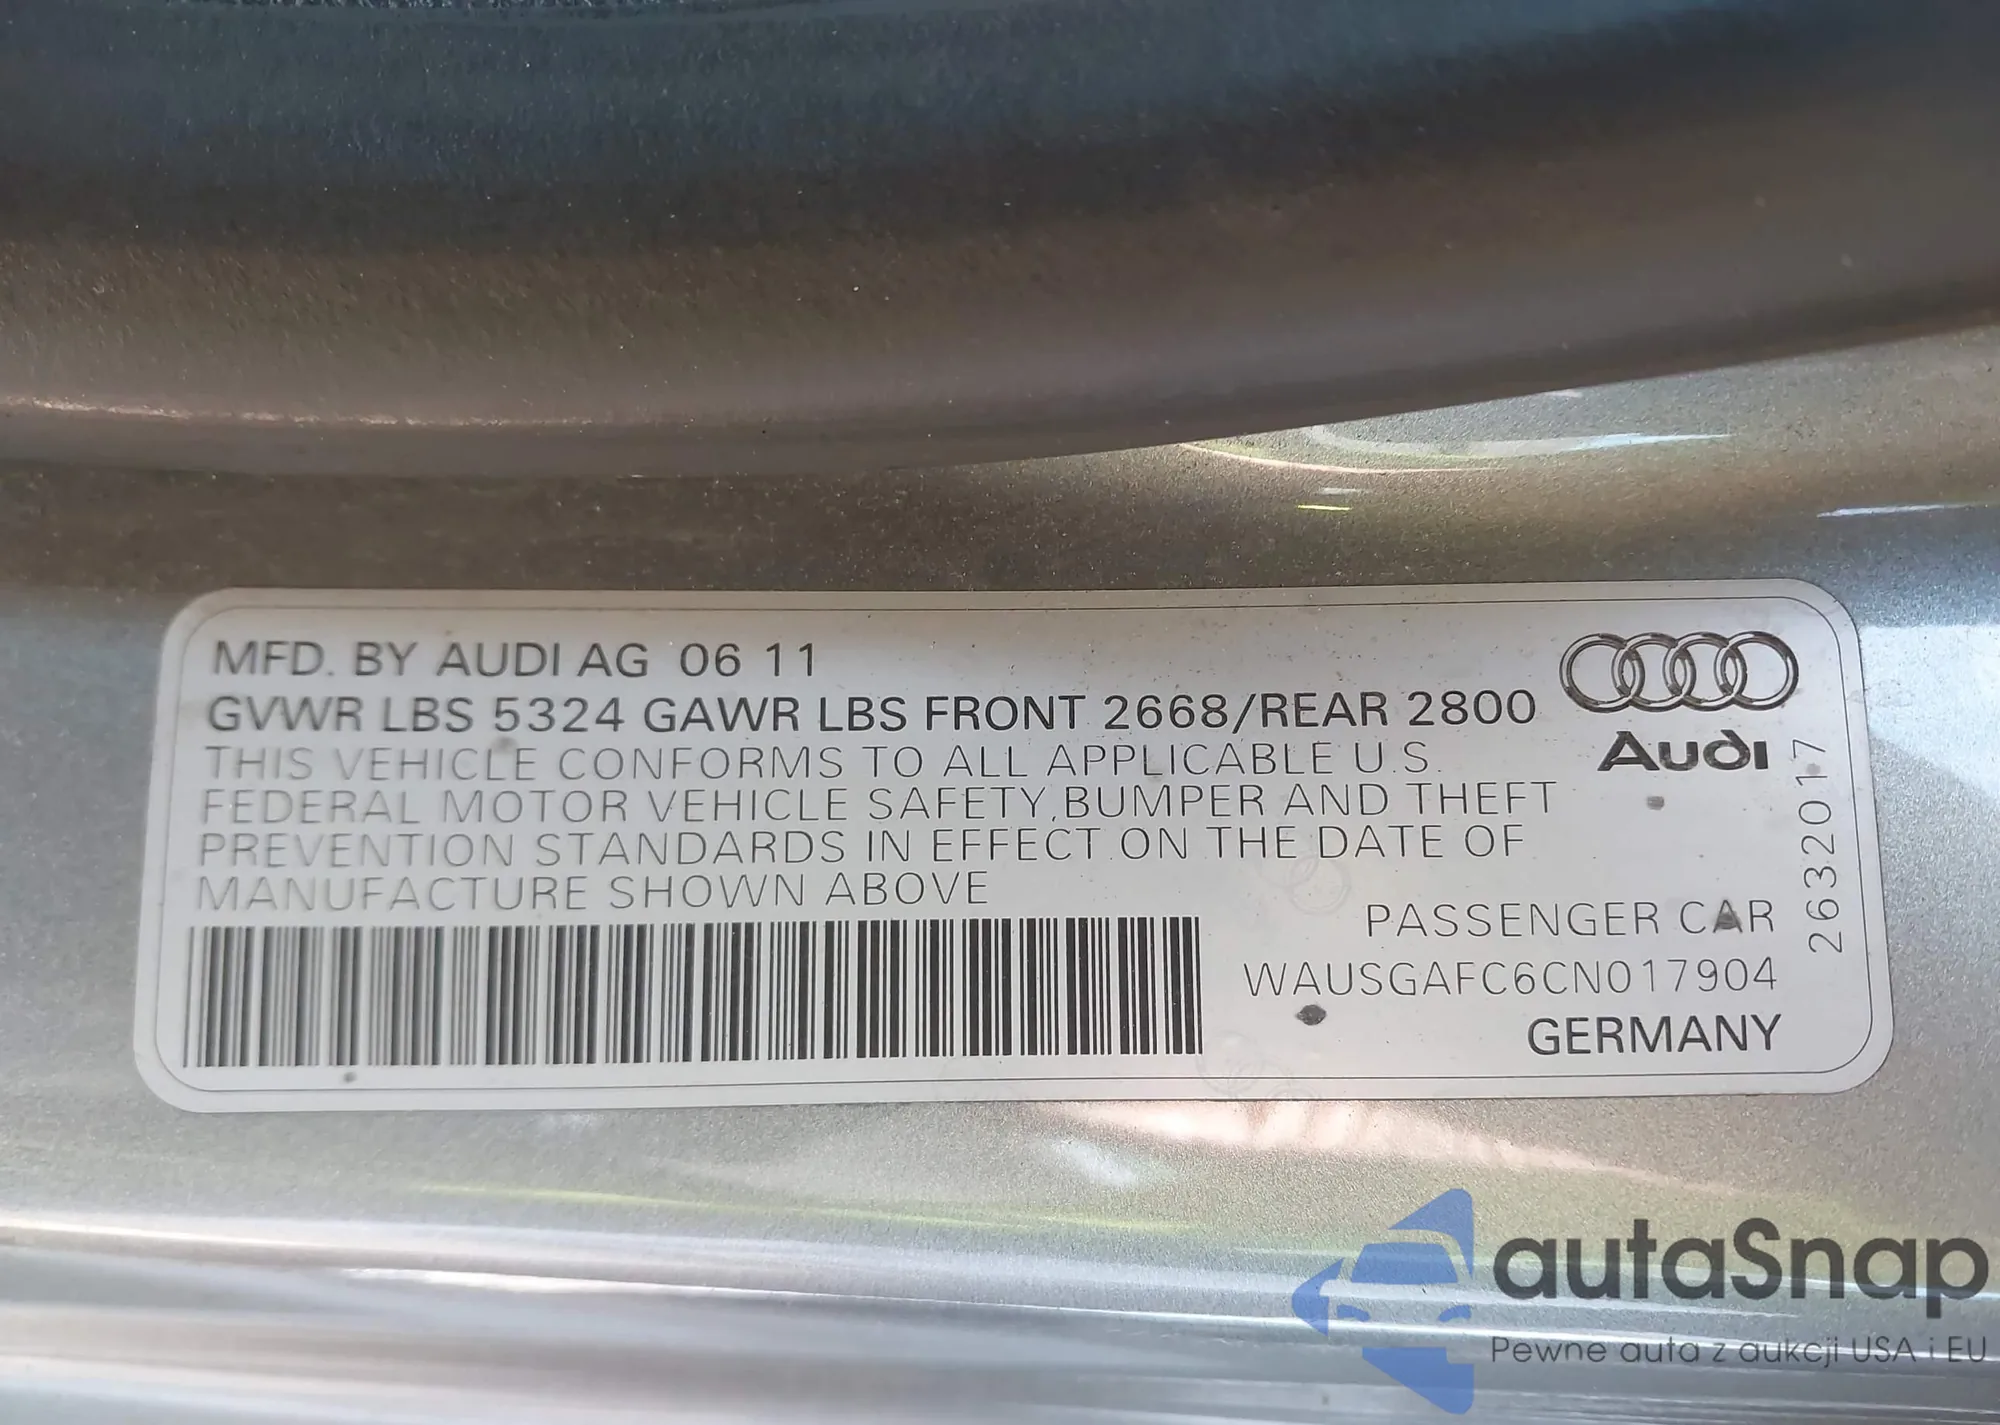 MFD. BY AUDI AG 06 11
GVWR LBS 5324 GAWR LBS FRONT 2668/REAR 2800
THIS VEHICLE CONFORMS TO ALL APPLICABLE U.S.
FEDERAL MOTOR VEHICLE SAFETY,BUMPER AND THEFT
PREVENTION STANDARDS IN EFFECT ON THE DATE OF
MANUFACTURE SHOWN ABOVE
Audi
2632017
PASSENGER CAR
WAUSGAFC6CN017904
GERMANY
autaSnap
Pewne auta z aukcji USA i EU